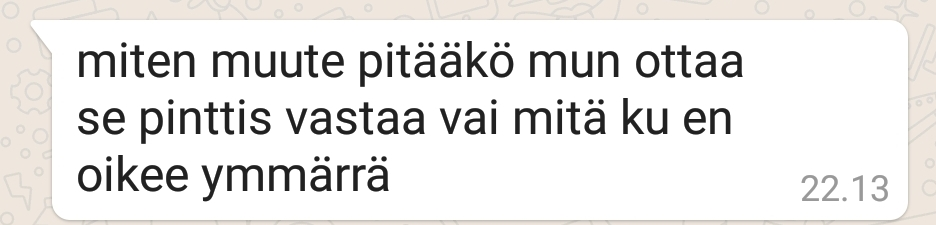 miten muute pitääkö mun ottaa
se pinttis vastaa vai mitä ku en
oikee ymmärrä
22.13